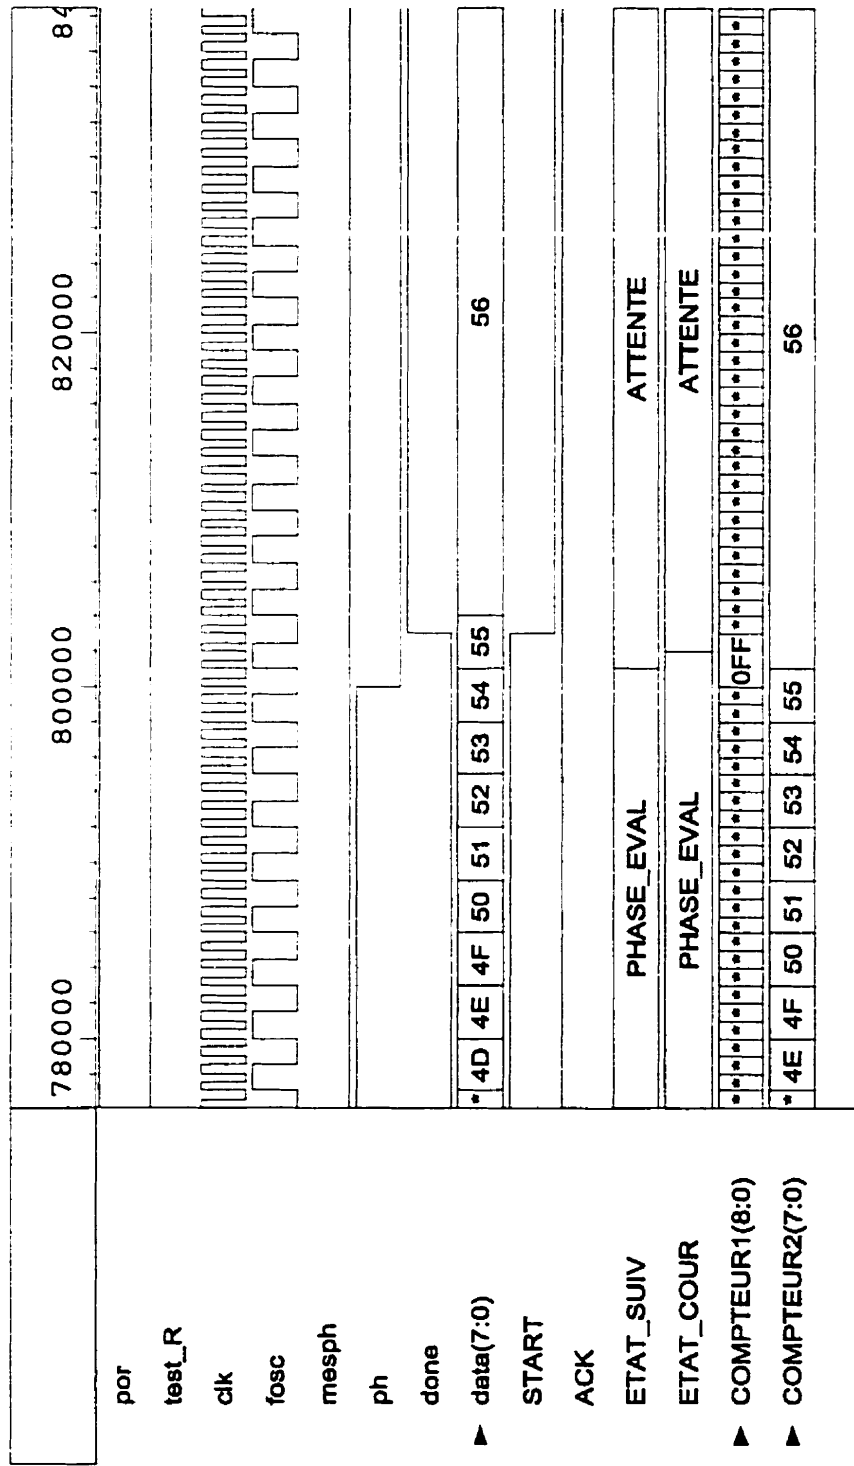 780000 800000 820000 84
por
test_R
clk
fosc
mesph
ph
done
► data(7:0) * 4D 4E 4F 50 51 52 53 54 55 56
START
ACK
ETAT_SUIV PHASE_EVAL ATTENTE
ETAT_COUR PHASE_EVAL ATTENTE
► COMPTEUR1(8:0) * * * * * * * * * * * * * * * * * * * * * * * * 0FF * * * * * * * * * * * * * * * * * * * * * * * * * * * * * * * * * * *
► COMPTEUR2(7:0) * 4E 4F 50 51 52 53 54 55 56